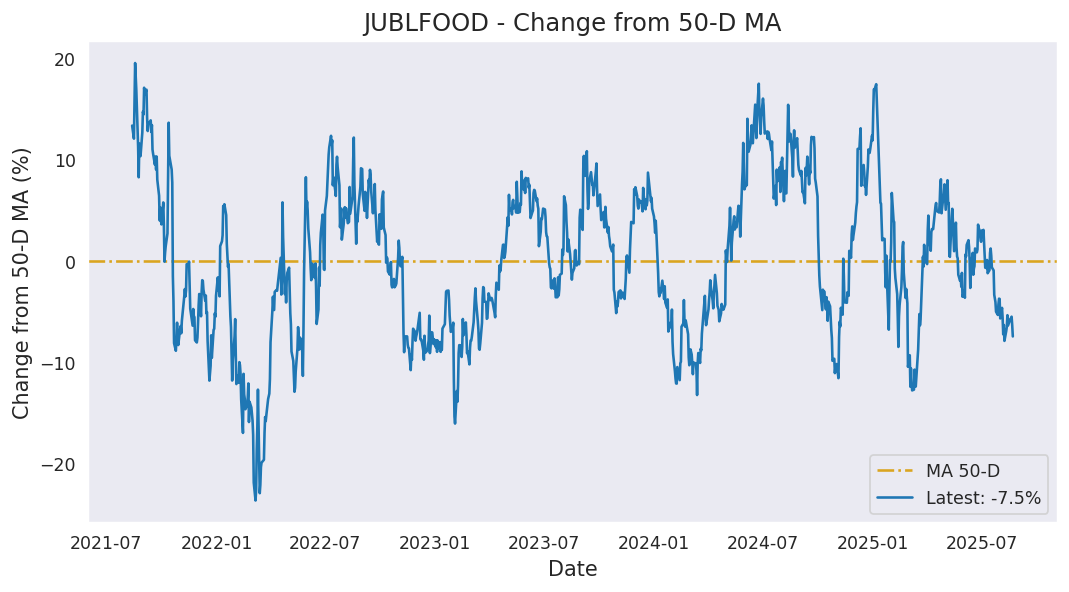 JUBLFOOD - Change from 50-D MA
Change from 50-D MA (%)
20
10
0
−10
−20
MA 50-D
Latest: -7.5%
2021-07 2022-01 2022-07 2023-01 2023-07 2024-01 2024-07 2025-01 2025-07
Date